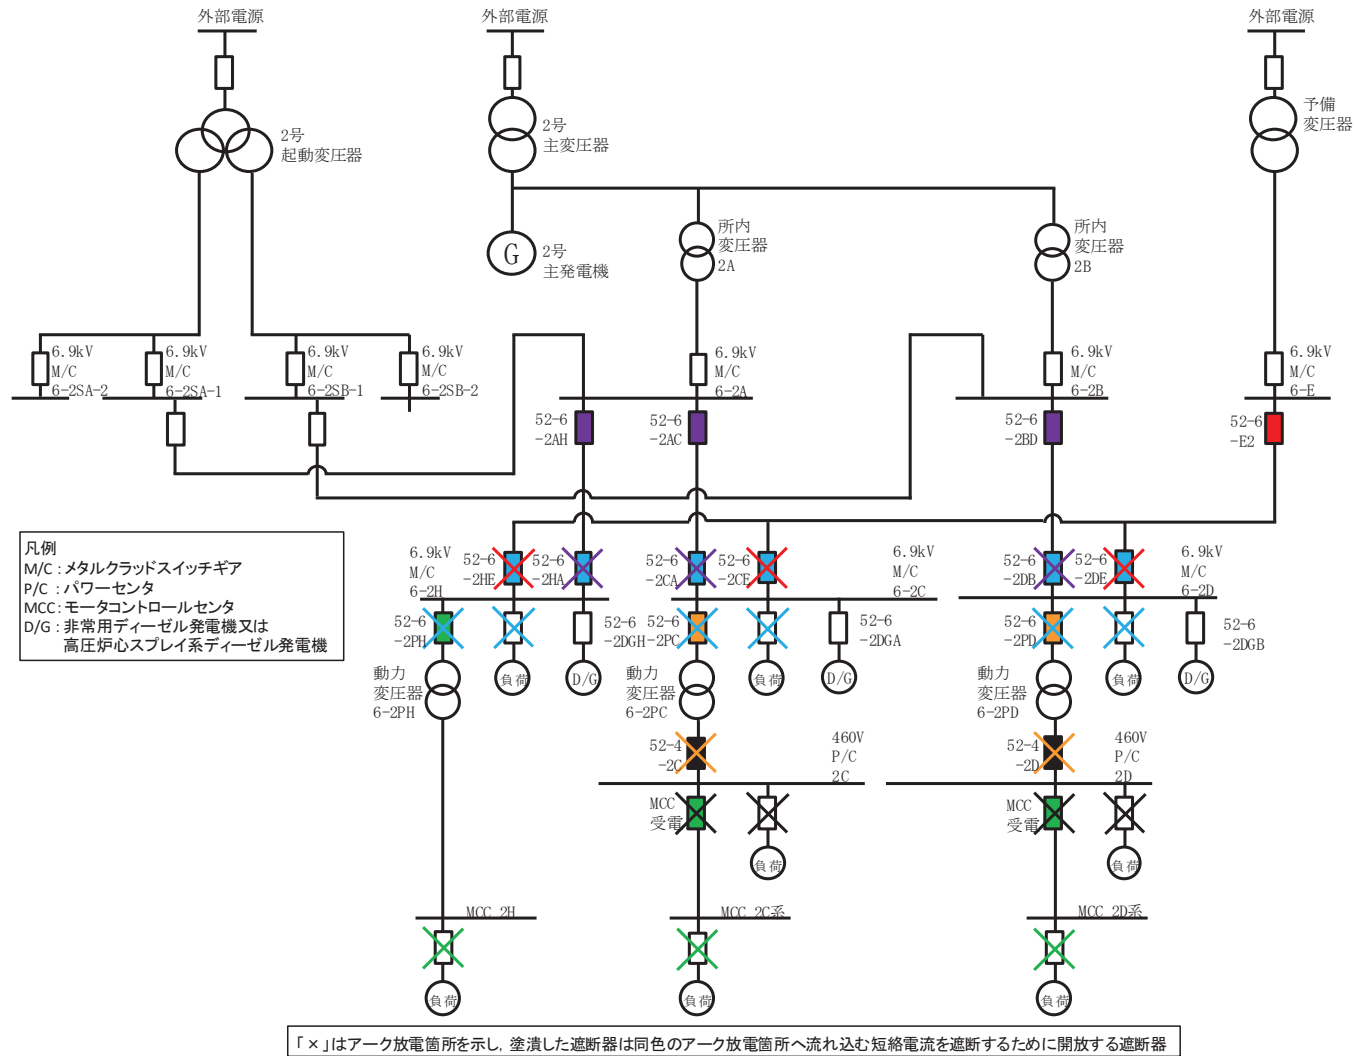 外部電源
外部電源
外部電源
2号
起動変圧器
2号
主変圧器
予備
変圧器
G
2号
主発電機
所内
変圧器
2A
所内
変圧器
2B
6.9kV
M/C
6-2SA-2
6.9kV
M/C
6-2SA-1
6.9kV
M/C
6-2SB-1
6.9kV
M/C
6-2SB-2
6.9kV
M/C
6-2A
6.9kV
M/C
6-2B
6.9kV
M/C
6-E
52-6
-2AH
52-6
-2AC
52-6
-2BD
52-6
-E2
凡例
M/C：メタルクラッドスイッチギア
P/C：パワーセンタ
MCC：モータコントロールセンタ
D/G：非常用ディーゼル発電機又は
高圧炉心スプレイ系ディーゼル発電機
6.9kV
M/C
6-2H
52-6
-2HE
52-6
-2HA
52-6
-2CA
52-6
-2CE
6.9kV
M/C
6-2C
52-6
-2DB
52-6
-2DE
6.9kV
M/C
6-2D
52-6
-2PH
52-6
-2DGH
52-6
-2PC
52-6
-2DGA
52-6
-2PD
52-6
-2DGB
動力
変圧器
6-2PH
負荷
D/G
動力
変圧器
6-2PC
負荷
D/G
動力
変圧器
6-2PD
負荷
D/G
52-4
-2C
460V
P/C
2C
52-4
-2D
460V
P/C
2D
MCC
受電
負荷
MCC
受電
負荷
MCC 2H
MCC 2C系
MCC 2D系
負荷
負荷
負荷
「×」はアーク放電箇所を示し，塗潰した遮断器は同色のアーク放電箇所へ流れ込む短絡電流を遮断するために開放する遮断器